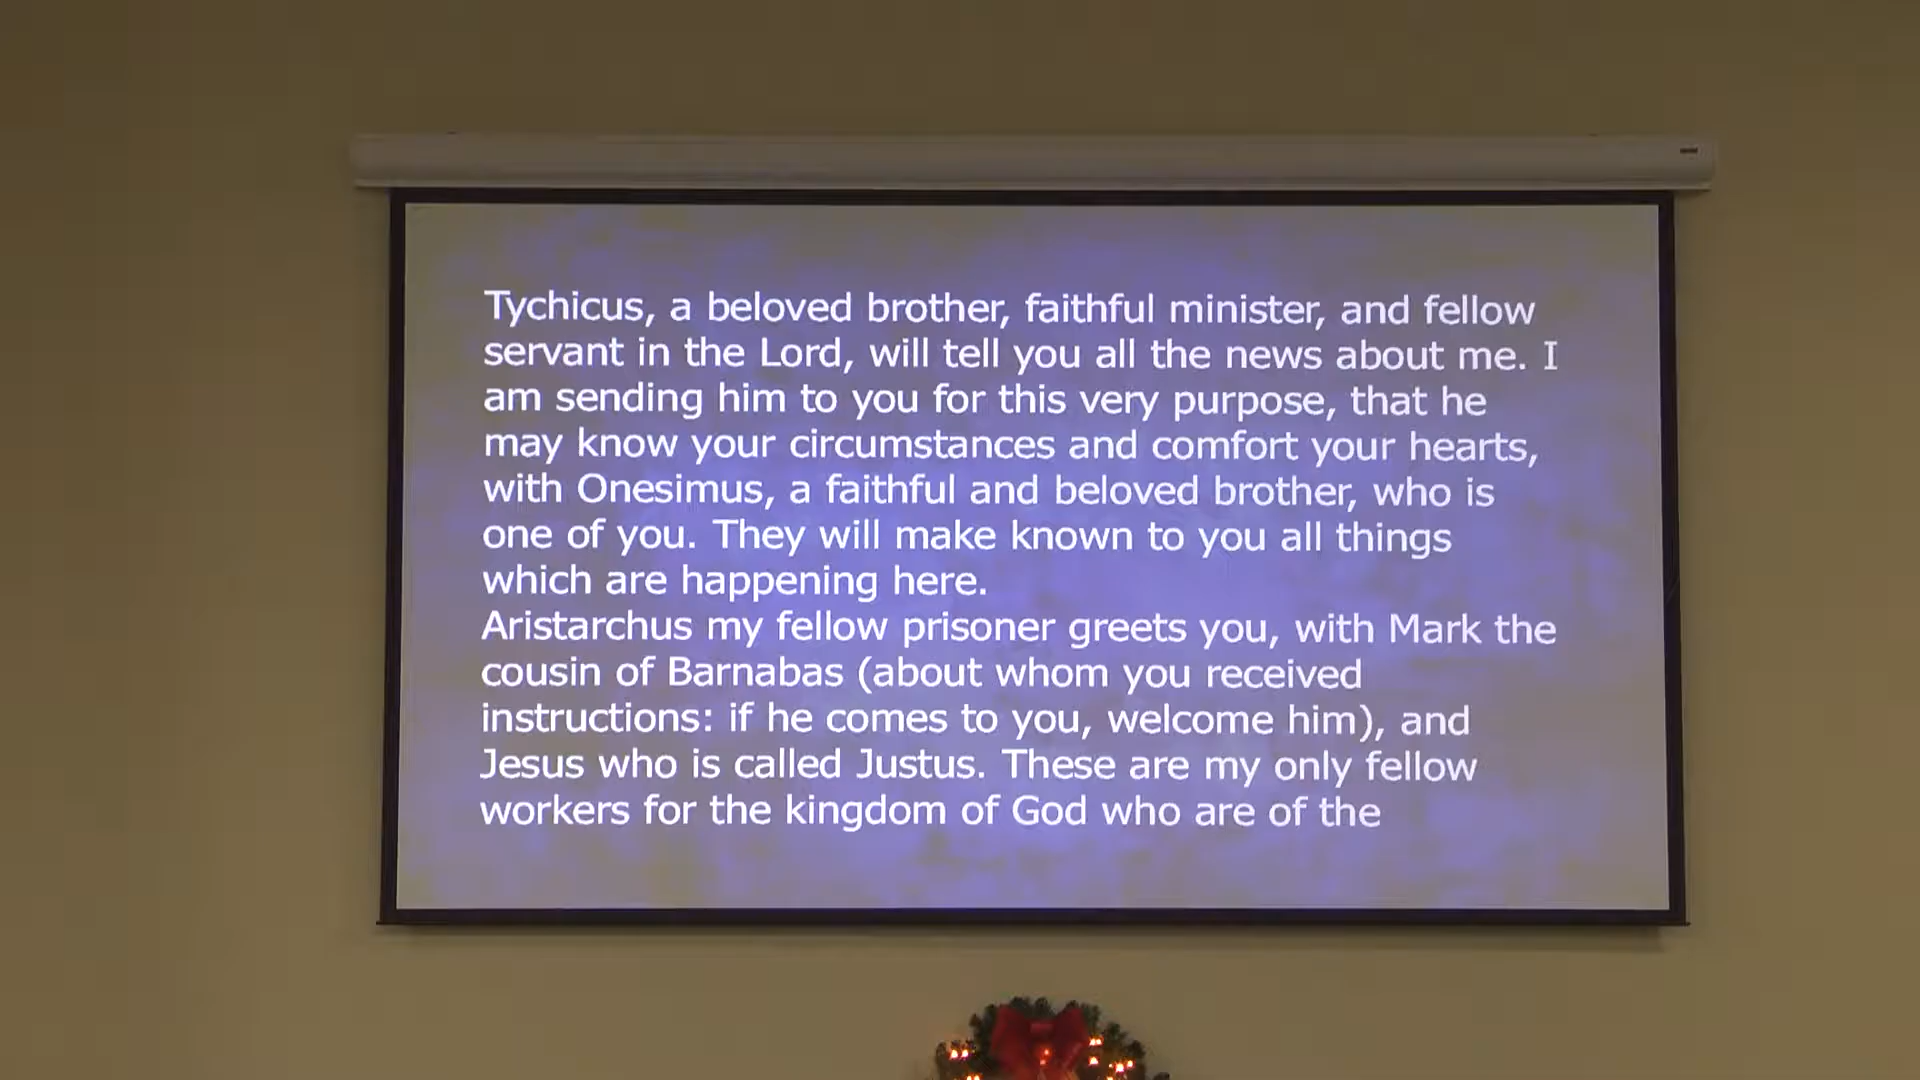 Tychicus, a beloved brother, faithful minister, and fellow
servant in the Lord, will tell you all the news about me. I
am sending him to you for this very purpose, that he
may know your circumstances and comfort your hearts,
with Onesimus, a faithful and beloved brother, who is
one of you. They will make known to you all things
which are happening here.
Aristarchus my fellow prisoner greets you, with Mark the
cousin of Barnabas (about whom you received
instructions: if he comes to you, welcome him), and
Jesus who is called Justus. These are my only fellow
workers for the kingdom of God who are of the